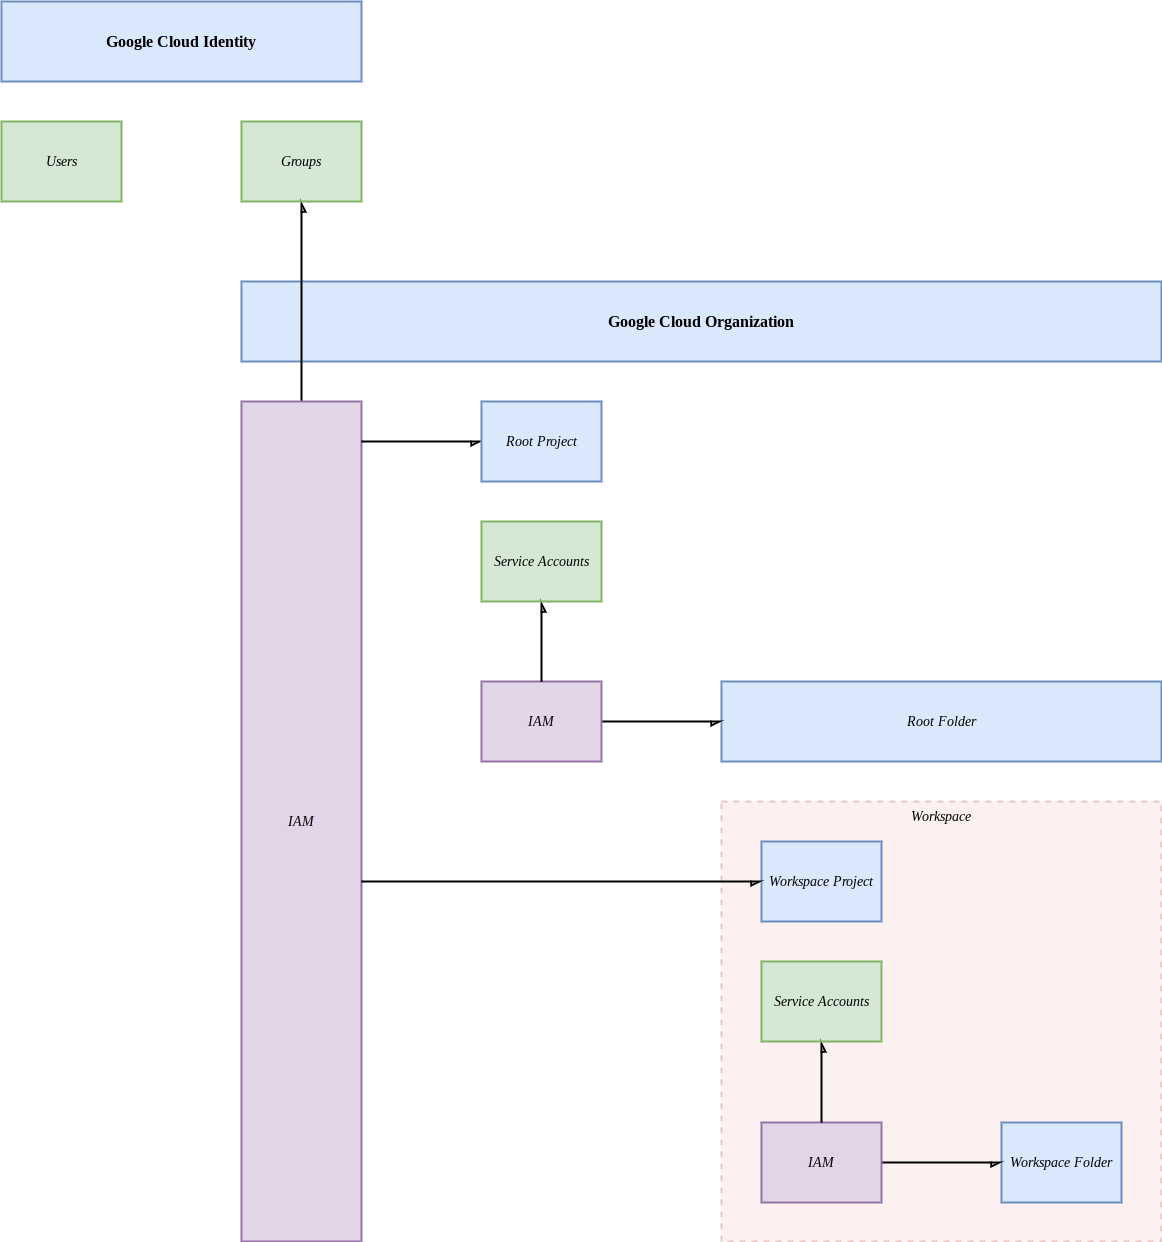 Google Cloud Identity
Users
Groups
Google Cloud Organization
Root Project
Service Accounts
IAM
Root Folder
IAM
Workspace
Workspace Project
Service Accounts
IAM
Workspace Folder